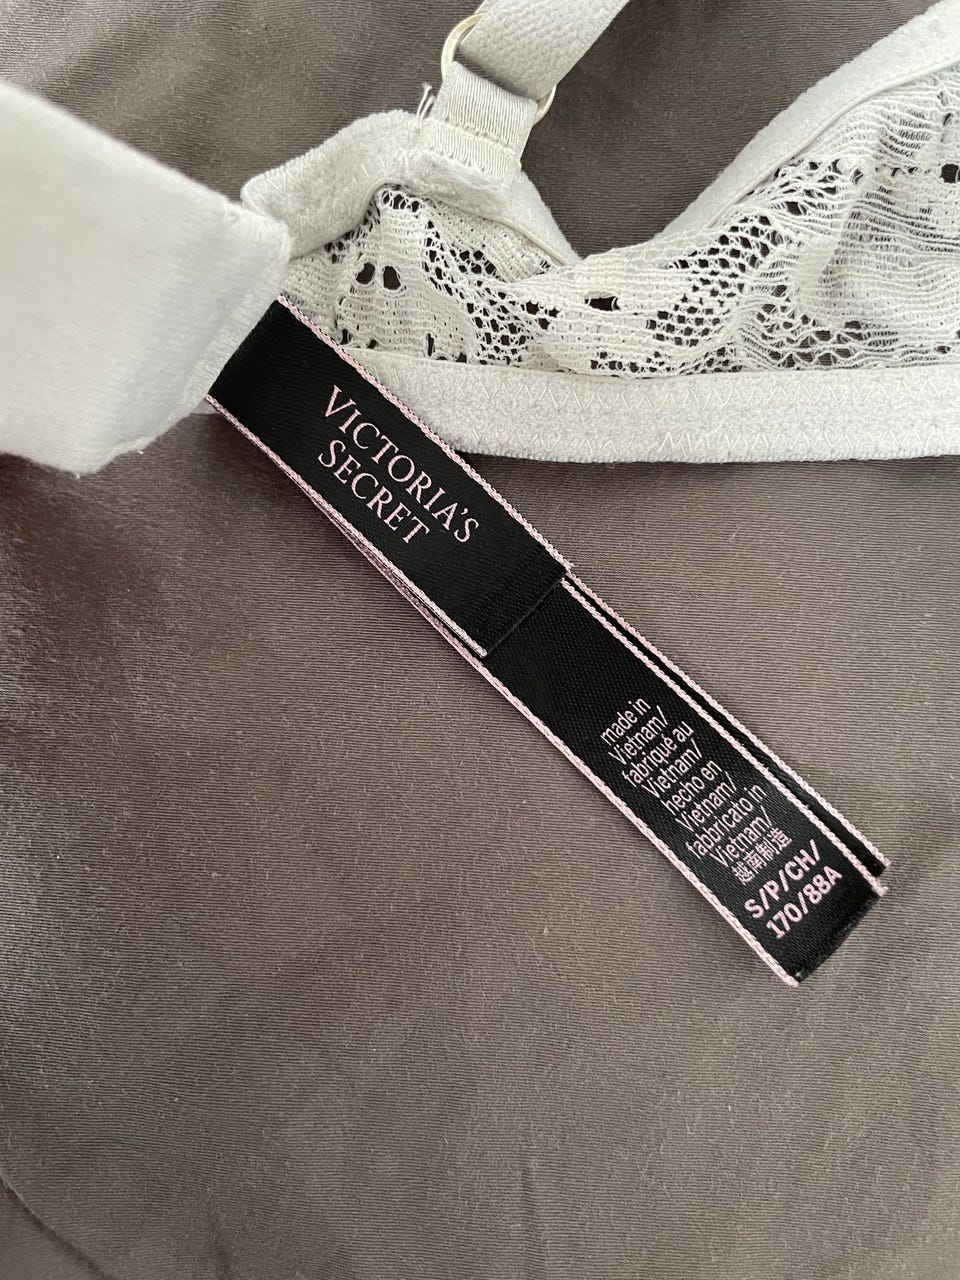 VICTORIA'S
SECRET
made in
Vietnam/
fabriqué au
Vietnam/
hecho en
Vietnam/
fabbricato in
Vietnam/
越南制造
S/P/CH/
170/88A